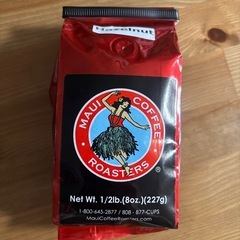 Hazelnut
MAUI COFFEE
ROASTERS
®
Net Wt. 1/2lb.(8oz.)(227g)
1-800-645-2877 / 808 - 877-CUPS
MauiCoffeeRoasters.com